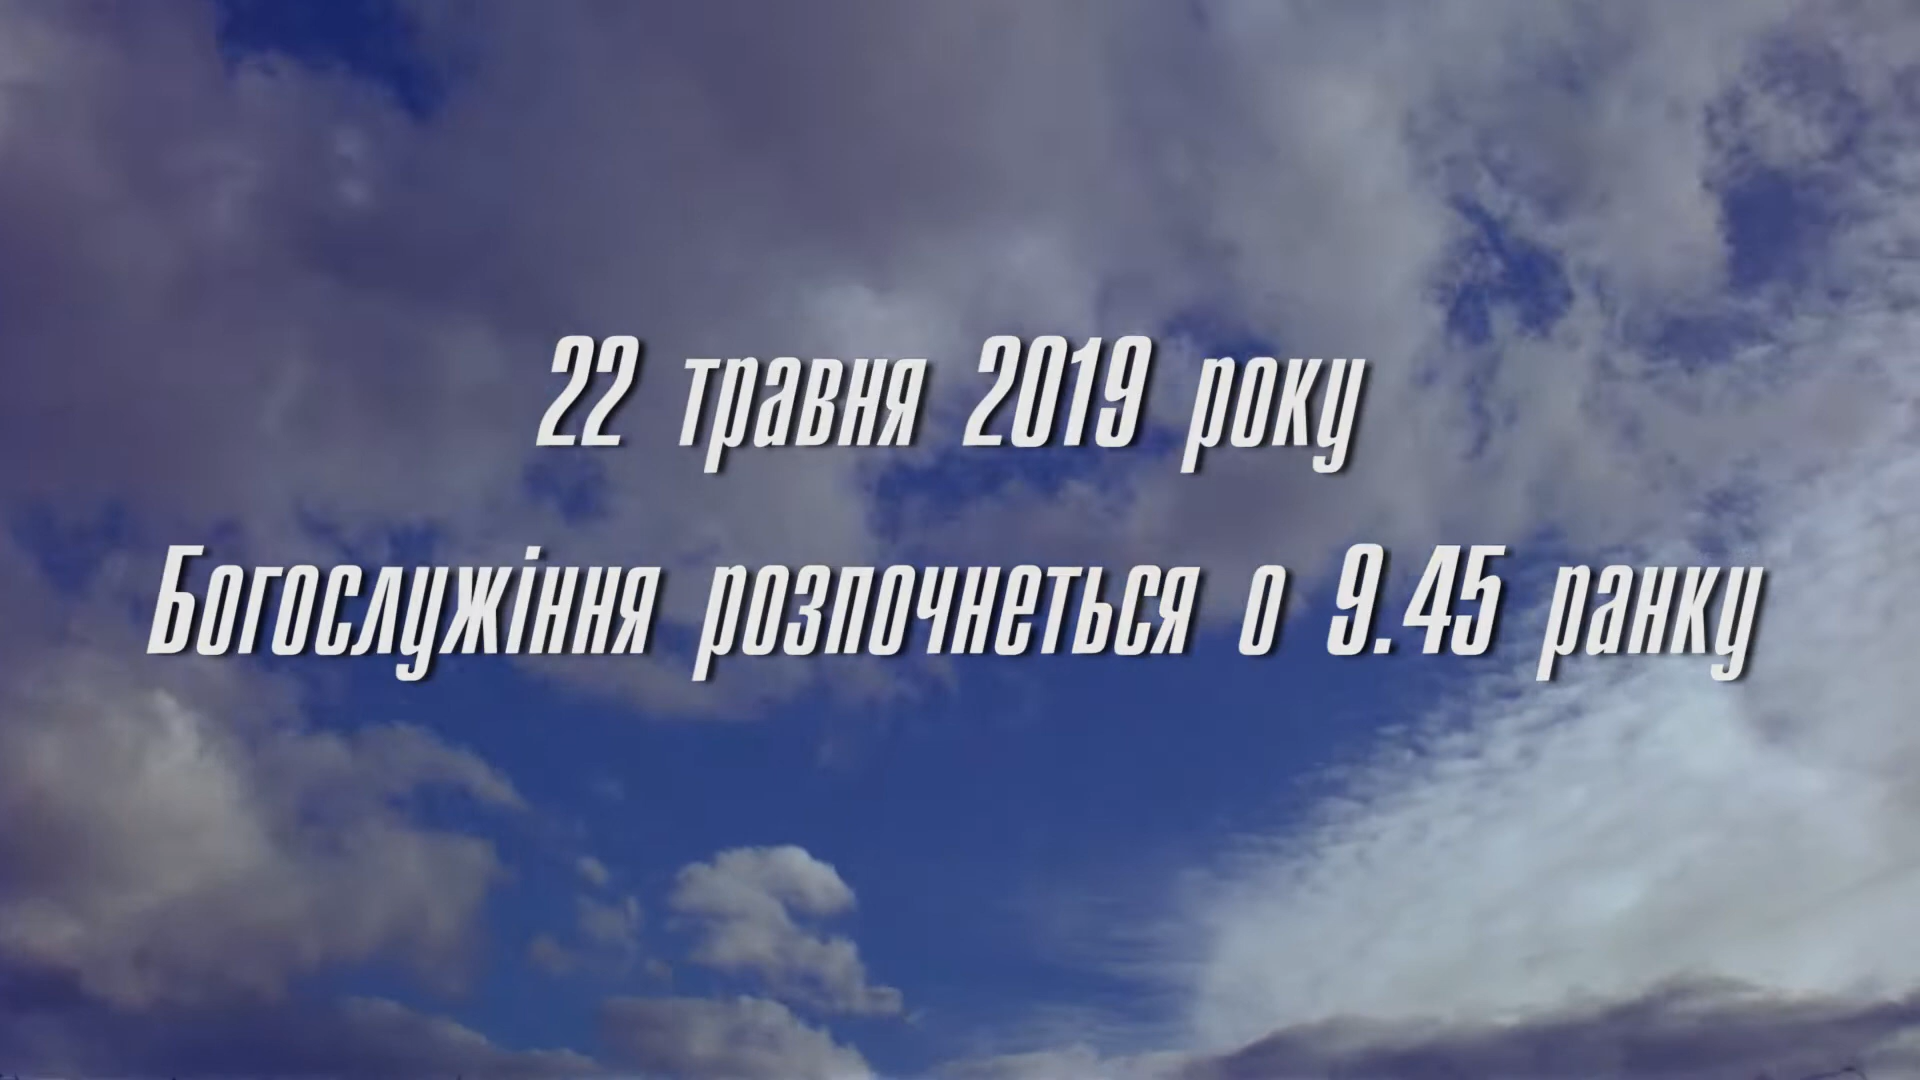 22 травня 2019 року
Богослужіння розпочнеться о 9.45 ранку